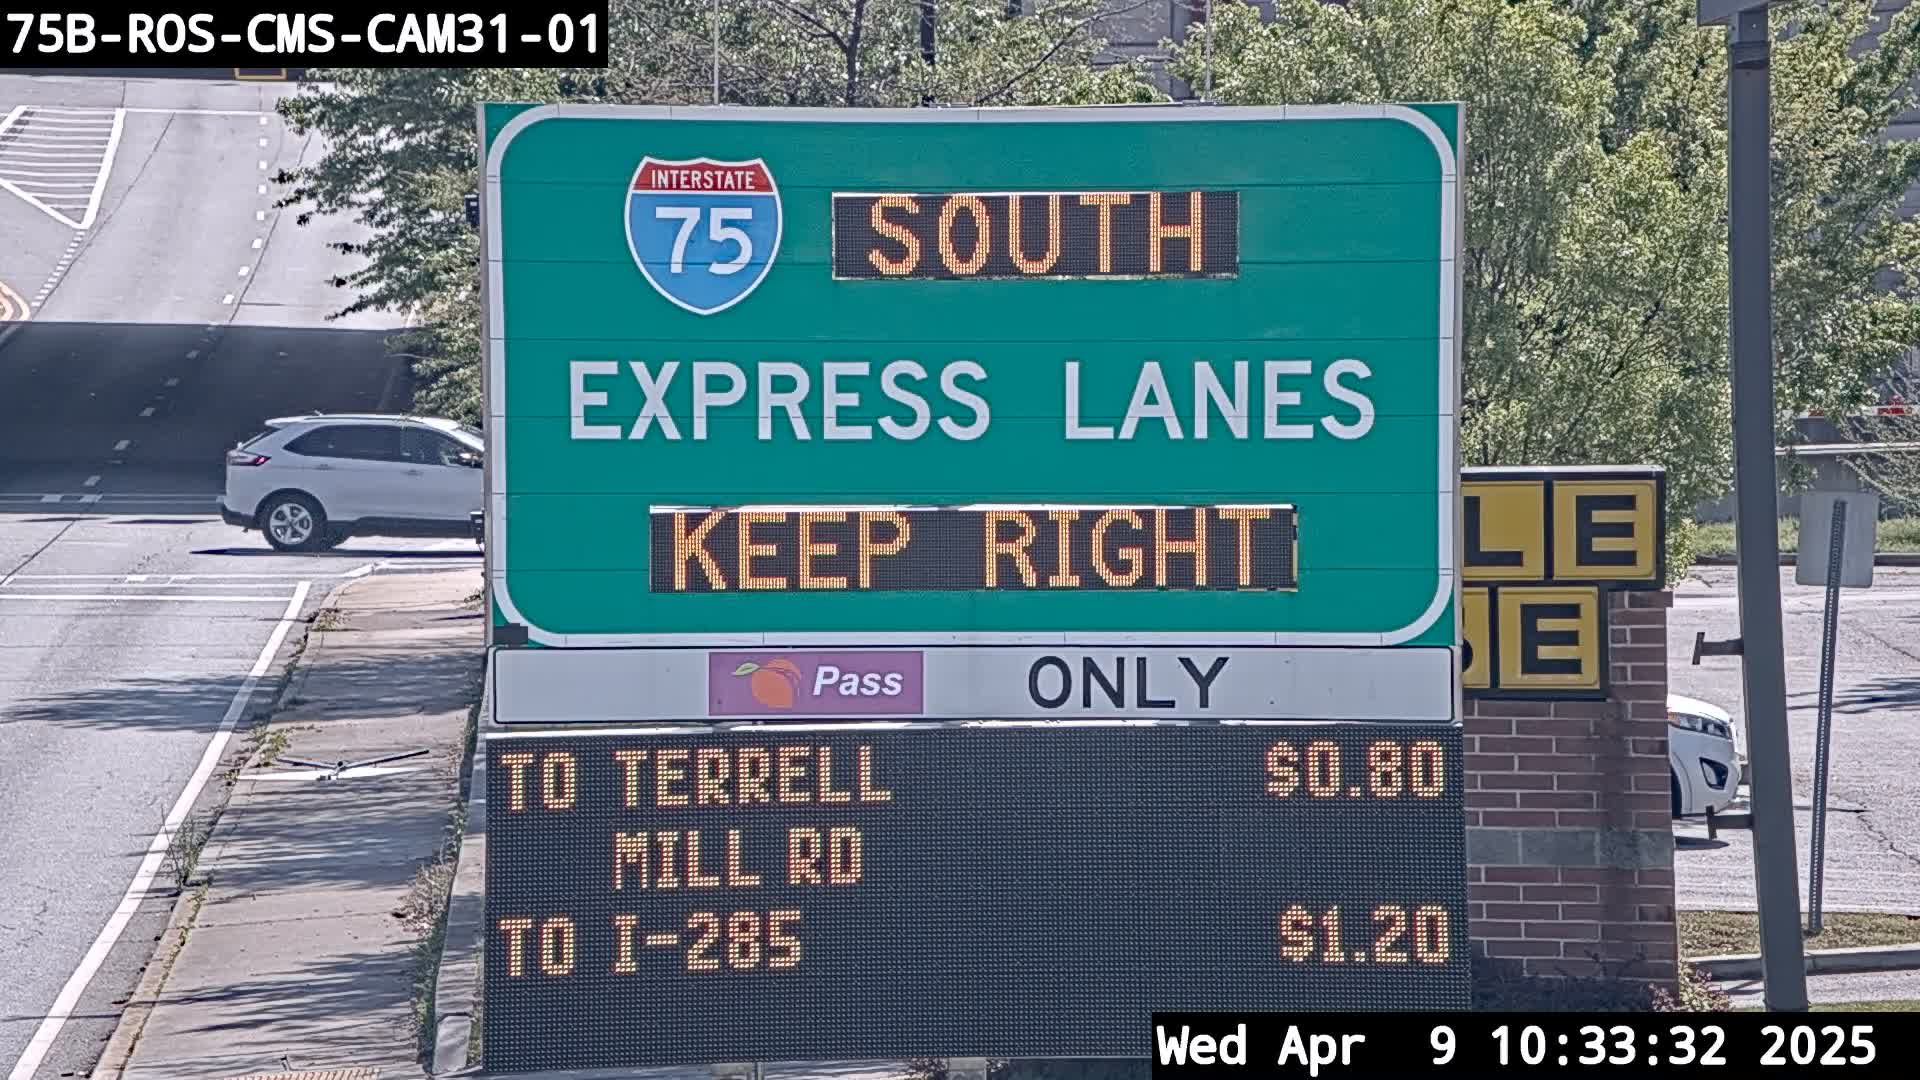 75B-ROS-CMS-CAM31-01
INTERSTATE
75
SOUTH
EXPRESS LANES
KEEP RIGHT
Pass ONLY
TO TERRELL $0.80
MILL RD
TO I-285 $1.20
LE
E
Wed Apr 9 10:33:32 2025